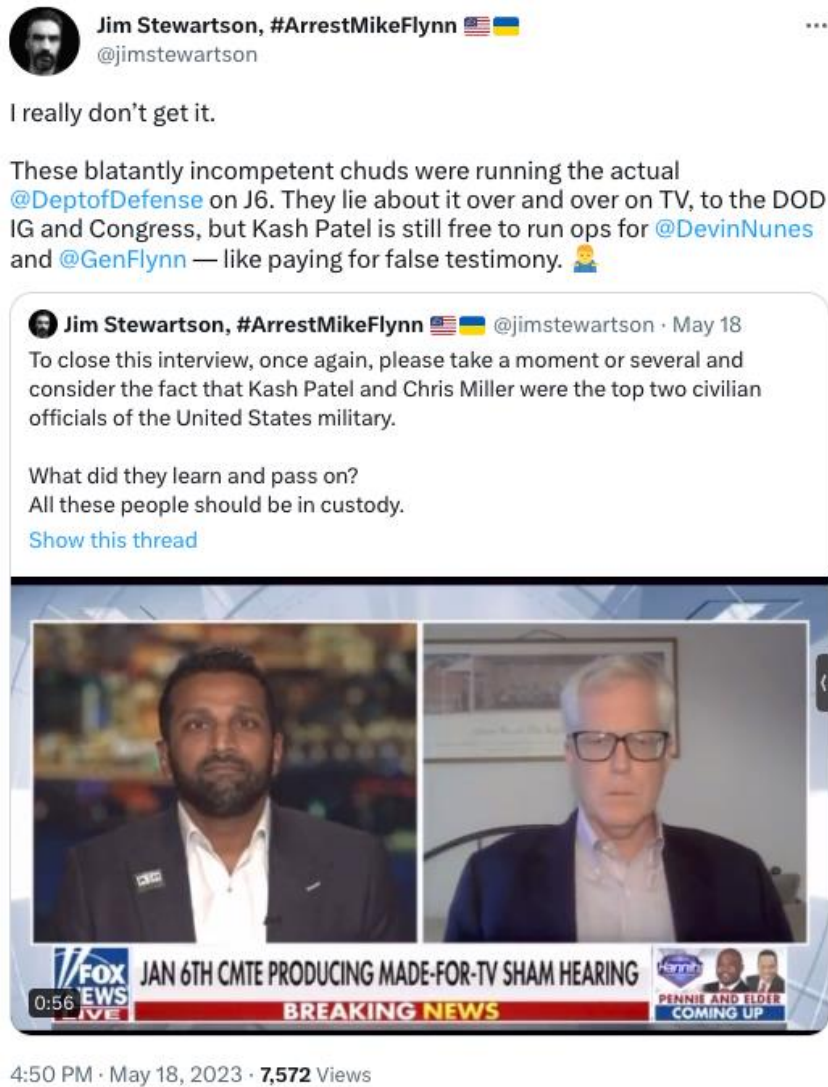 Jim Stewartson, #ArrestMikeFlynn 🇺🇸🇺🇦
@jimstewartson
I really don’t get it.
These blatantly incompetent chuds were running the actual
@DeptofDefense on J6. They lie about it over and over on TV, to the DOD
IG and Congress, but Kash Patel is still free to run ops for @DevinNunes
and @GenFlynn — like paying for false testimony. 🤷‍♂️
Jim Stewartson, #ArrestMikeFlynn 🇺🇸🇺🇦 @jimstewartson · May 18
To close this interview, once again, please take a moment or several and
consider the fact that Kash Patel and Chris Miller were the top two civilian
officials of the United States military.
What did they learn and pass on?
All these people should be in custody.
Show this thread
FOX
NEWS
LIVE
0:56
JAN 6TH CMTE PRODUCING MADE-FOR-TV SHAM HEARING
BREAKING NEWS
Hannity
PENNIE AND ELDER
COMING UP
4:50 PM · May 18, 2023 · 7,572 Views